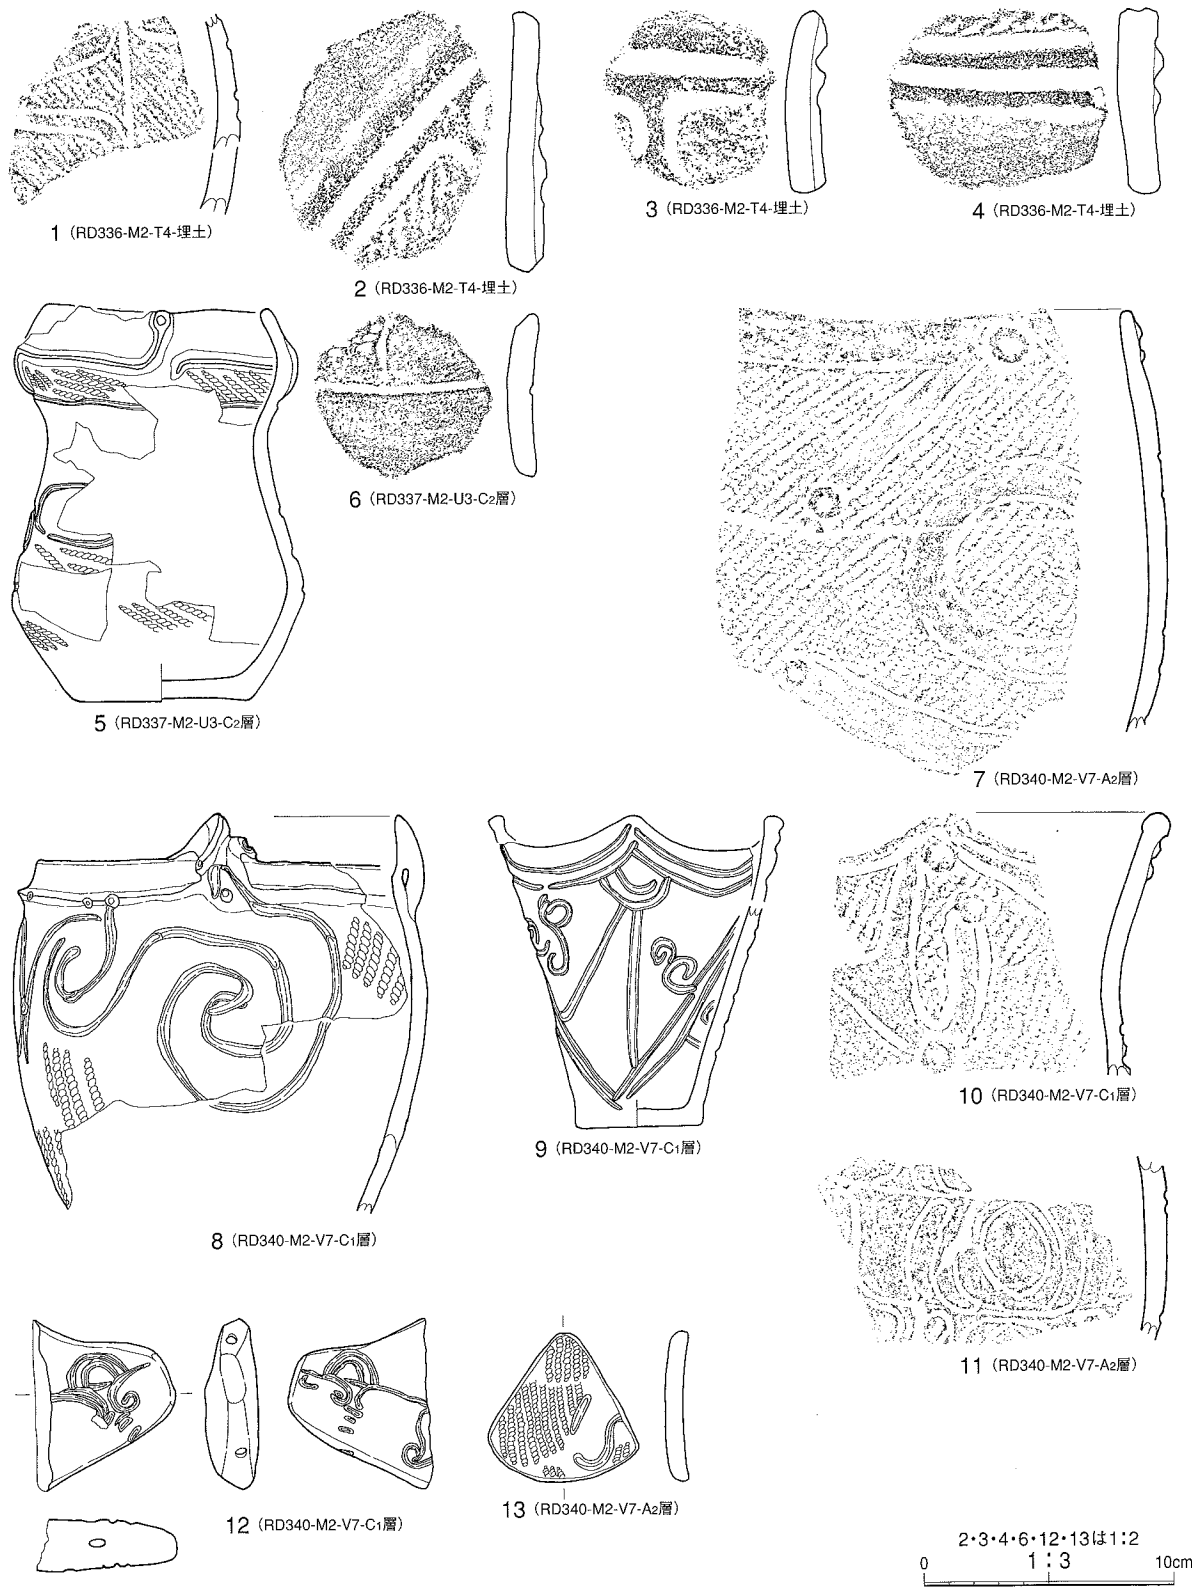 1（RD336-M2-T4-埋土）
2（RD336-M2-T4-埋土）
3（RD336-M2-T4-埋土）
4（RD336-M2-T4-埋土）
5（RD337-M2-U3-C2層）
6（RD337-M2-U3-C2層）
7（RD340-M2-V7-A2層）
8（RD340-M2-V7-C1層）
9（RD340-M2-V7-C1層）
10（RD340-M2-V7-C1層）
11（RD340-M2-V7-A2層）
12（RD340-M2-V7-C1層）
13（RD340-M2-V7-A2層）
2・3・4・6・12・13は1:2
0 1:3 10cm